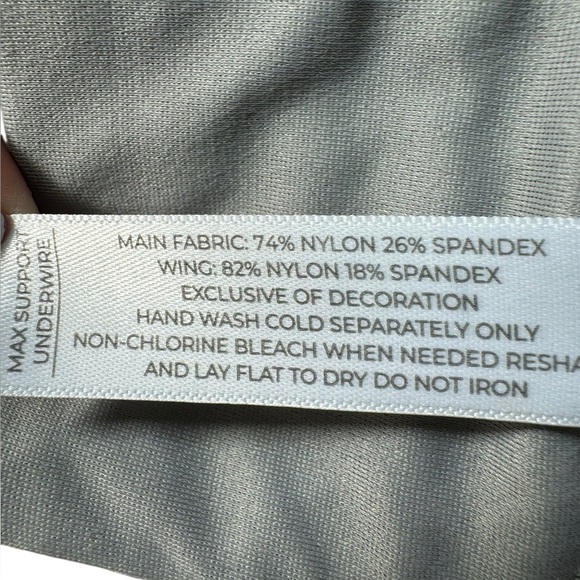 MAX SUPPORT
UNDERWIRE
MAIN FABRIC: 74% NYLON 26% SPANDEX
WING: 82% NYLON 18% SPANDEX
EXCLUSIVE OF DECORATION
HAND WASH COLD SEPARATELY ONLY
NON-CHLORINE BLEACH WHEN NEEDED RESHA
AND LAY FLAT TO DRY DO NOT IRON